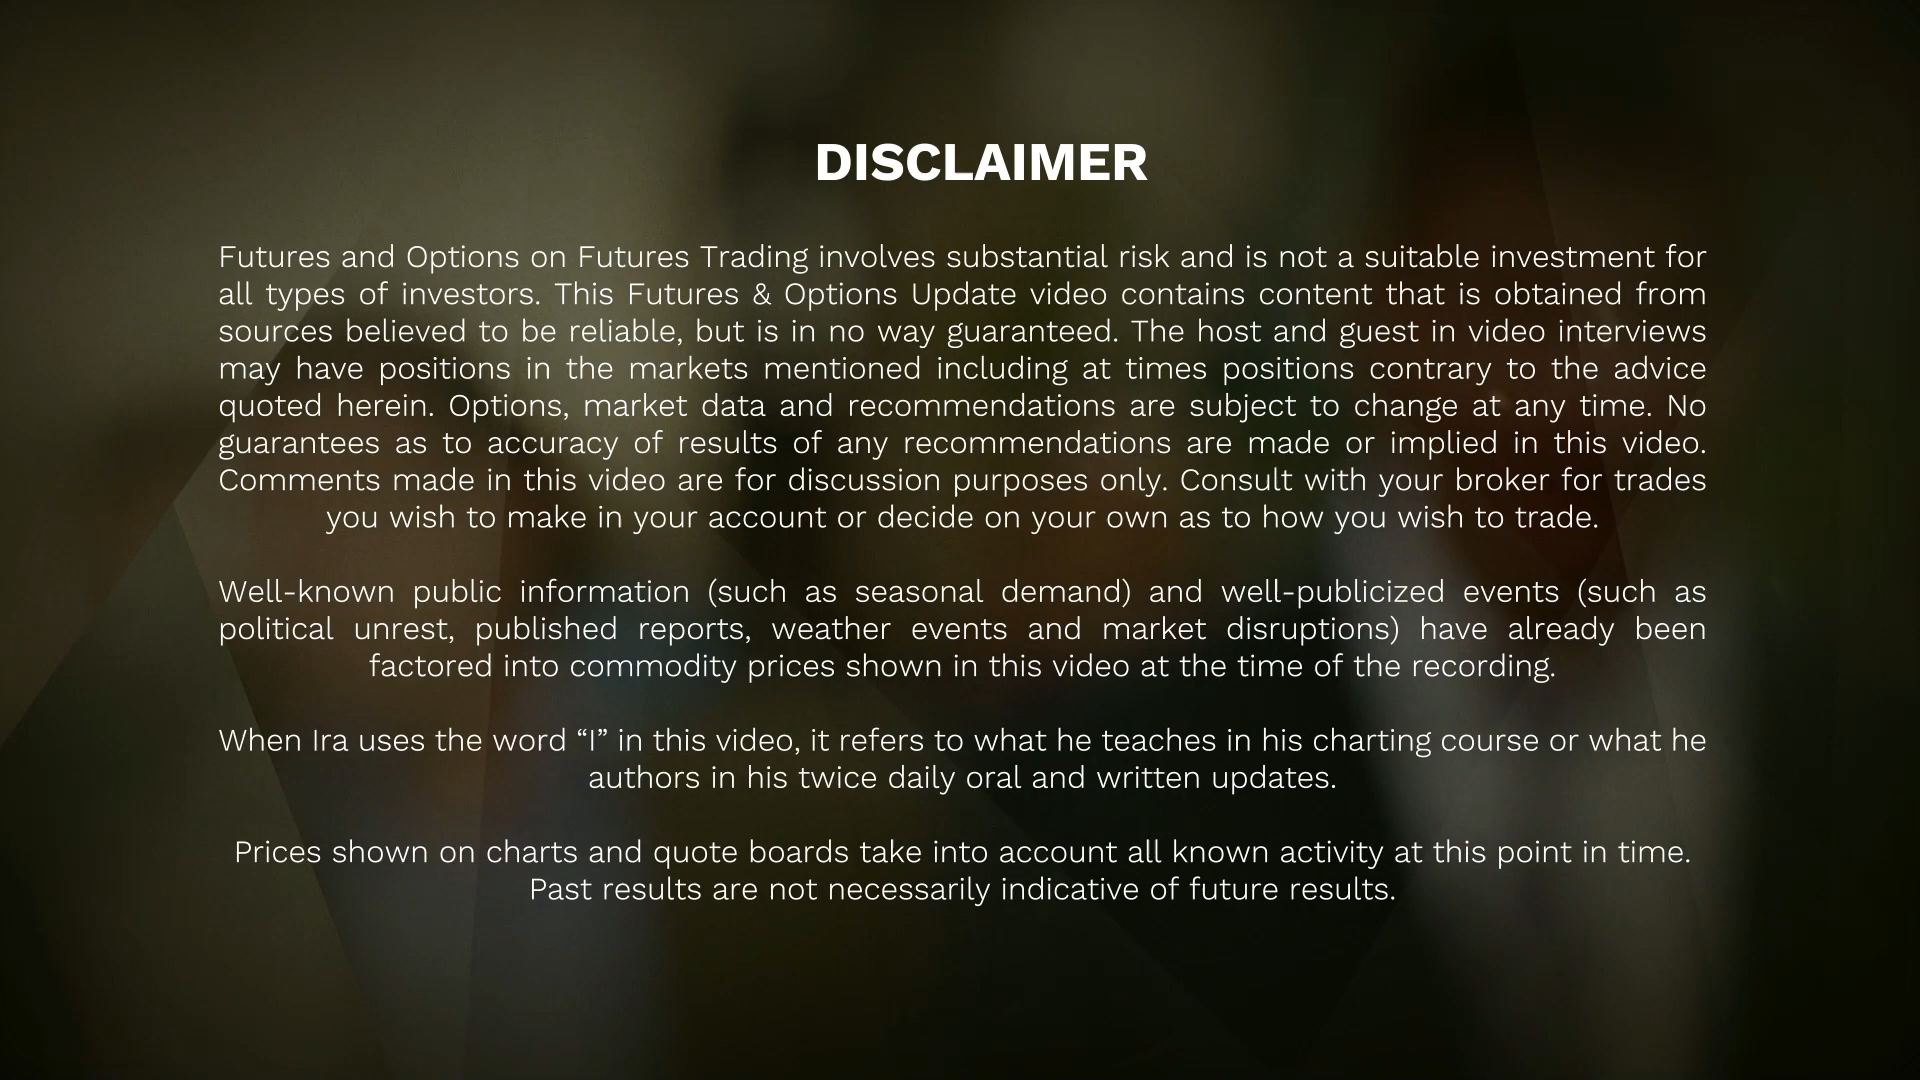 DISCLAIMER
Futures and Options on Futures Trading involves substantial risk and is not a suitable investment for
all types of investors. This Futures & Options Update video contains content that is obtained from
sources believed to be reliable, but is in no way guaranteed. The host and guest in video interviews
may have positions in the markets mentioned including at times positions contrary to the advice
quoted herein. Options, market data and recommendations are subject to change at any time. No
guarantees as to accuracy of results of any recommendations are made or implied in this video.
Comments made in this video are for discussion purposes only. Consult with your broker for trades
you wish to make in your account or decide on your own as to how you wish to trade.
Well-known public information (such as seasonal demand) and well-publicized events (such as
political unrest, published reports, weather events and market disruptions) have already been
factored into commodity prices shown in this video at the time of the recording.
When Ira uses the word “I” in this video, it refers to what he teaches in his charting course or what he
authors in his twice daily oral and written updates.
Prices shown on charts and quote boards take into account all known activity at this point in time.
Past results are not necessarily indicative of future results.